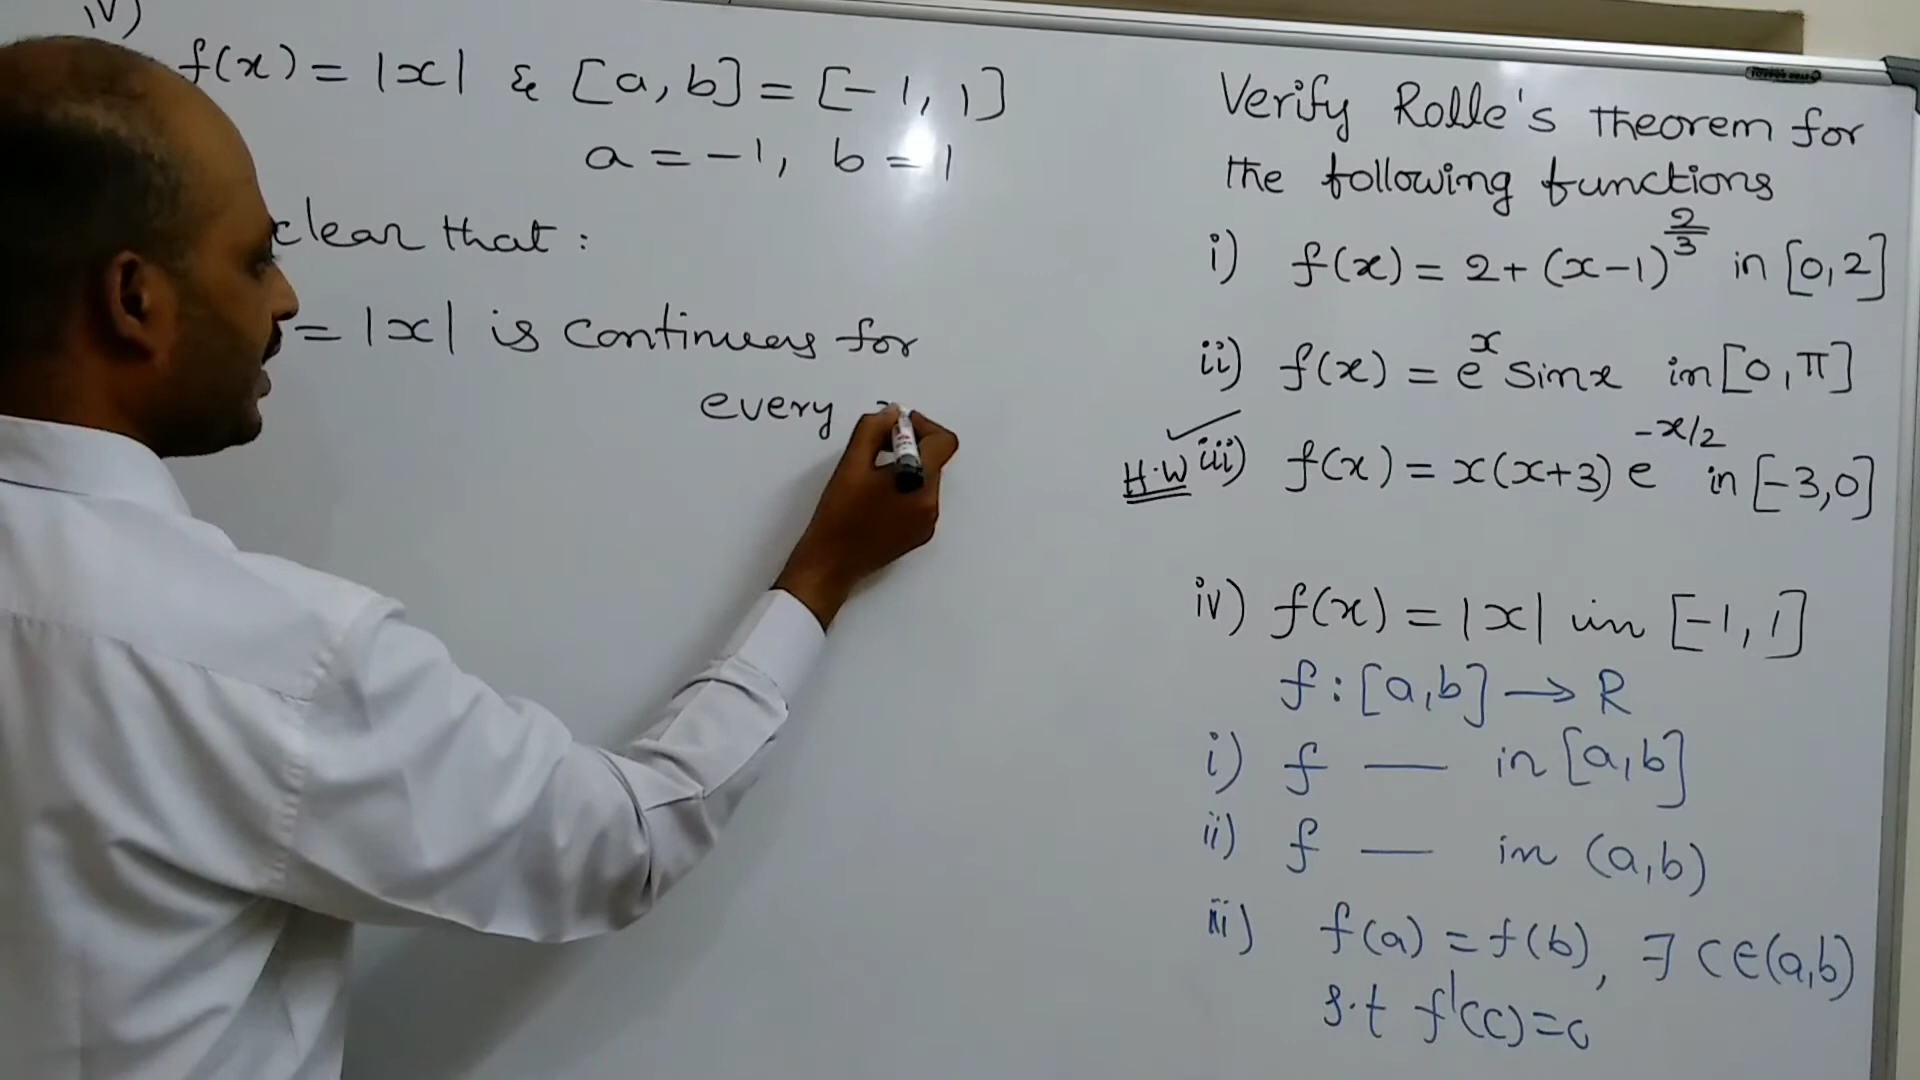 iv)
f(x) = |x| & [a, b] = [-1, 1]
a = -1, b = 1
clear that :
= |x| is continuous for
every
Verify Rolle's theorem for
the following functions
i) f(x) = 2 + (x-1)^{2/3} in [0, 2]
ii) f(x) = e^x sinx in [0, π]
H.W iii) f(x) = x(x+3) e^{-x/2} in [-3, 0]
iv) f(x) = |x| in [-1, 1]
f : [a, b] → R
i) f — in [a, b]
ii) f — in (a, b)
iii) f(a) = f(b), ∃ c ∈ (a, b)
s.t f'(c) = 0